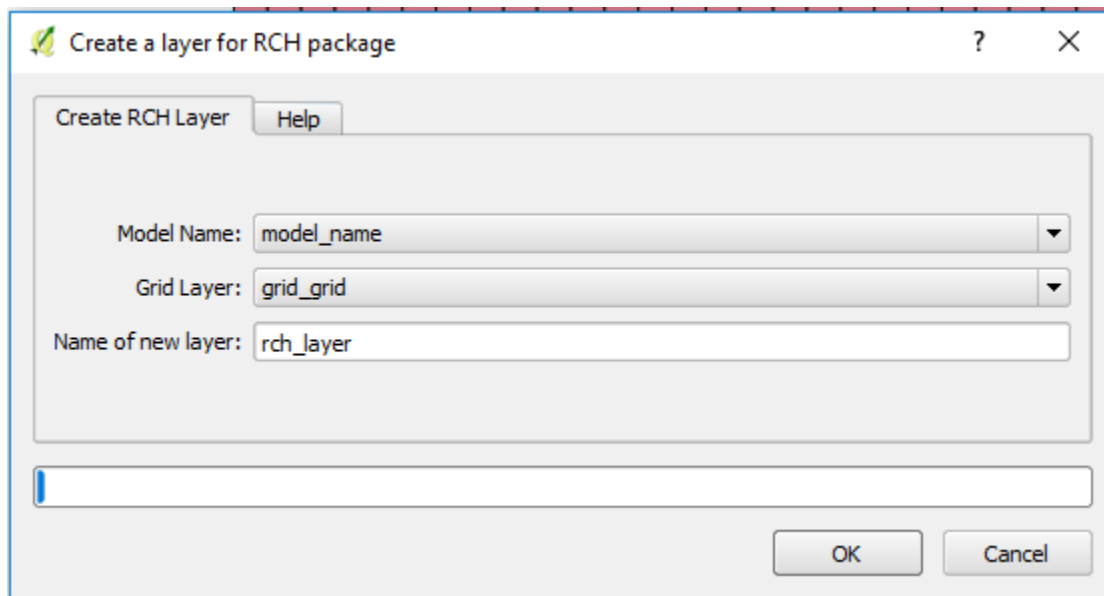 Create a layer for RCH package ?
Create RCH Layer Help
Model Name: model_name
Grid Layer: grid_grid
Name of new layer: rch_layer
OK Cancel